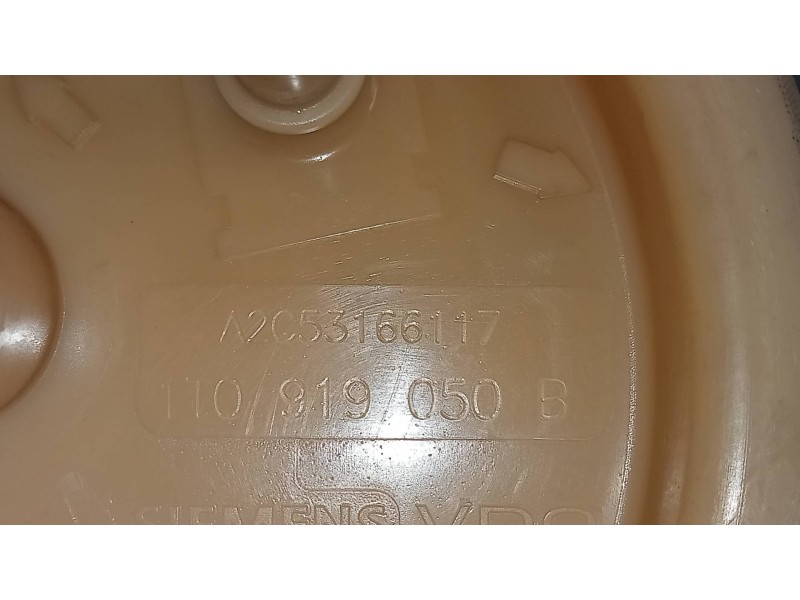 A2C53166117
1T0 919 050 B
SIEMENS VDO